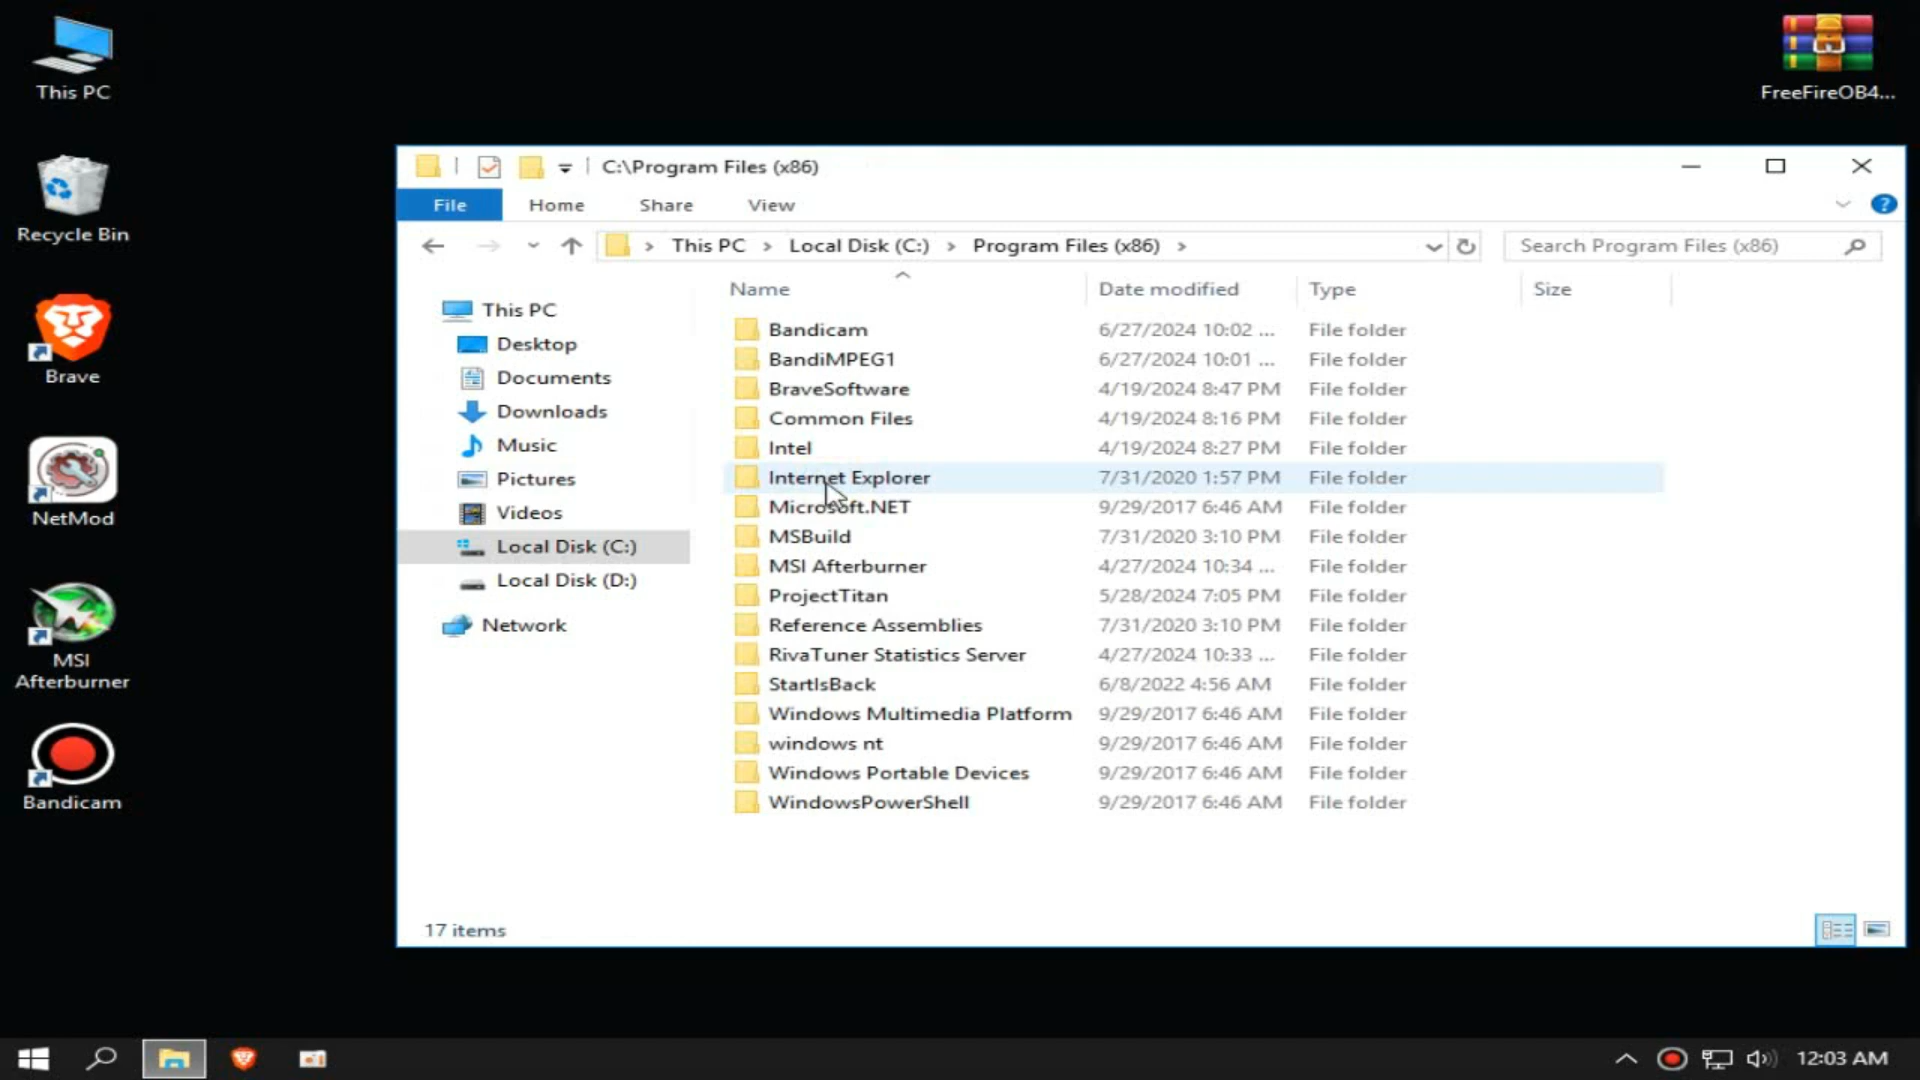 This PC
Recycle Bin
Brave
NetMod
MSI
Afterburner
Bandicam
FreeFireOB4...
C:\Program Files (x86)
File Home Share View
This PC Local Disk (C:) Program Files (x86)
Search Program Files (x86)
This PC
Desktop
Documents
Downloads
Music
Pictures
Videos
Local Disk (C:)
Local Disk (D:)
Network
Name Date modified Type Size
Bandicam 6/27/2024 10:02 ... File folder
BandiMPEG1 6/27/2024 10:01 ... File folder
BraveSoftware 4/19/2024 8:47 PM File folder
Common Files 4/19/2024 8:16 PM File folder
Intel 4/19/2024 8:27 PM File folder
Internet Explorer 7/31/2020 1:57 PM File folder
Microsoft.NET 9/29/2017 6:46 AM File folder
MSBuild 7/31/2020 3:10 PM File folder
MSI Afterburner 4/27/2024 10:34 ... File folder
ProjectTitan 5/28/2024 7:05 PM File folder
Reference Assemblies 7/31/2020 3:10 PM File folder
RivaTuner Statistics Server 4/27/2024 10:33 ... File folder
StartIsBack 6/8/2022 4:56 AM File folder
Windows Multimedia Platform 9/29/2017 6:46 AM File folder
windows nt 9/29/2017 6:46 AM File folder
Windows Portable Devices 9/29/2017 6:46 AM File folder
WindowsPowerShell 9/29/2017 6:46 AM File folder
17 items
12:03 AM